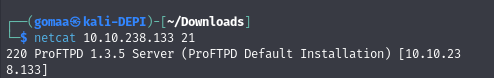 ┌──(gomaa㉿kali-DEPI)-[~/Downloads]
└─$ netcat 10.10.238.133 21
220 ProFTPD 1.3.5 Server (ProFTPD Default Installation) [10.10.23
8.133]